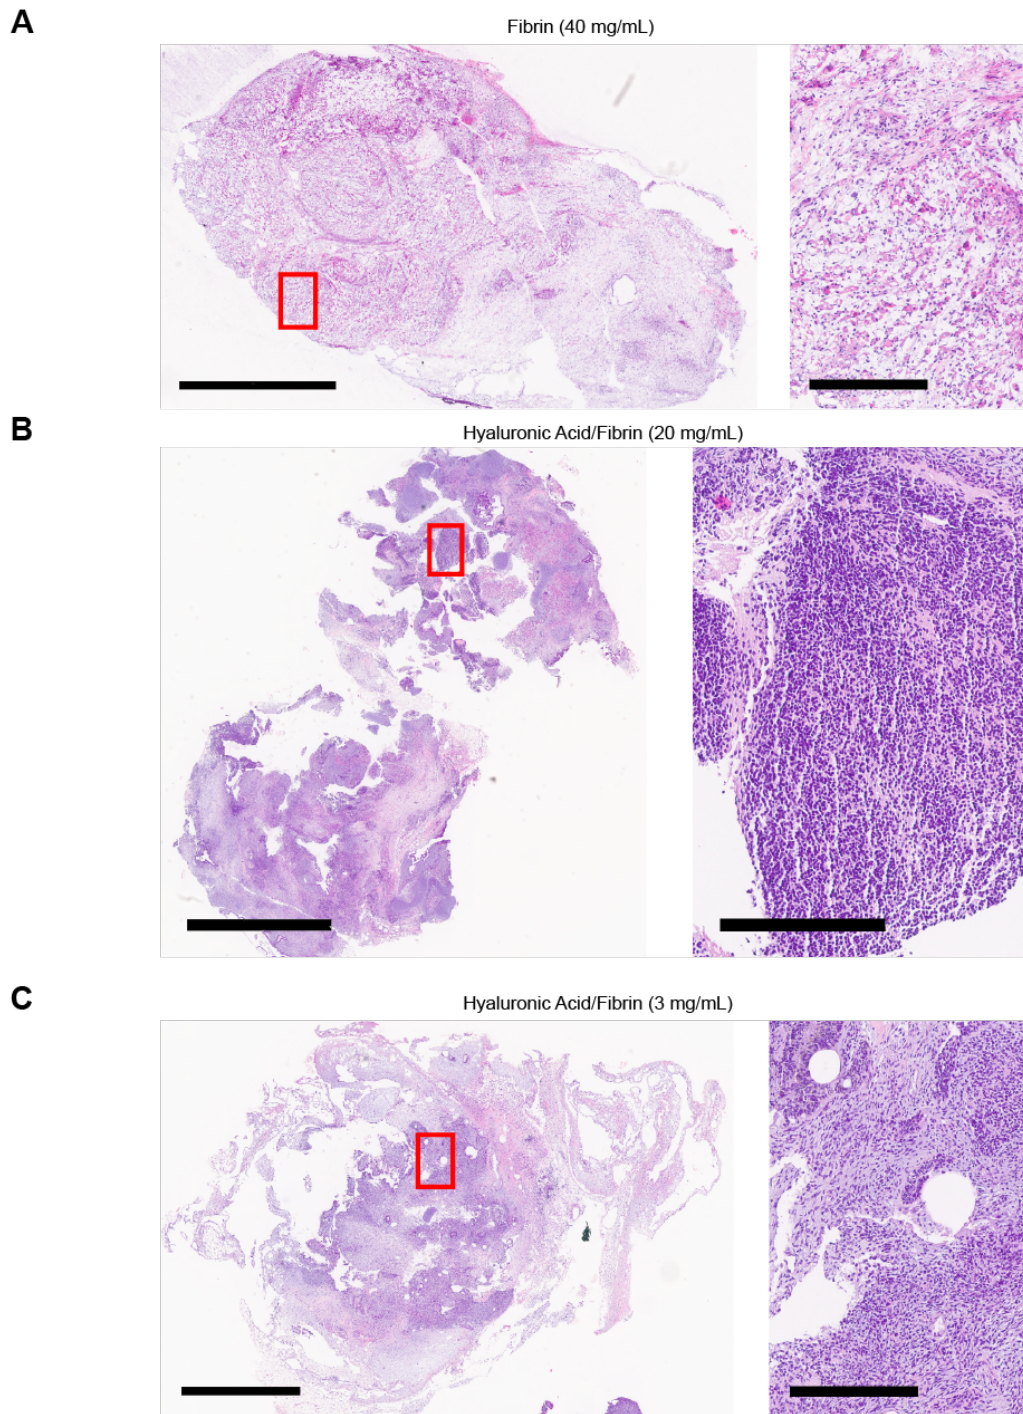 A
Fibrin (40 mg/mL)
B
Hyaluronic Acid/Fibrin (20 mg/mL)
C
Hyaluronic Acid/Fibrin (3 mg/mL)